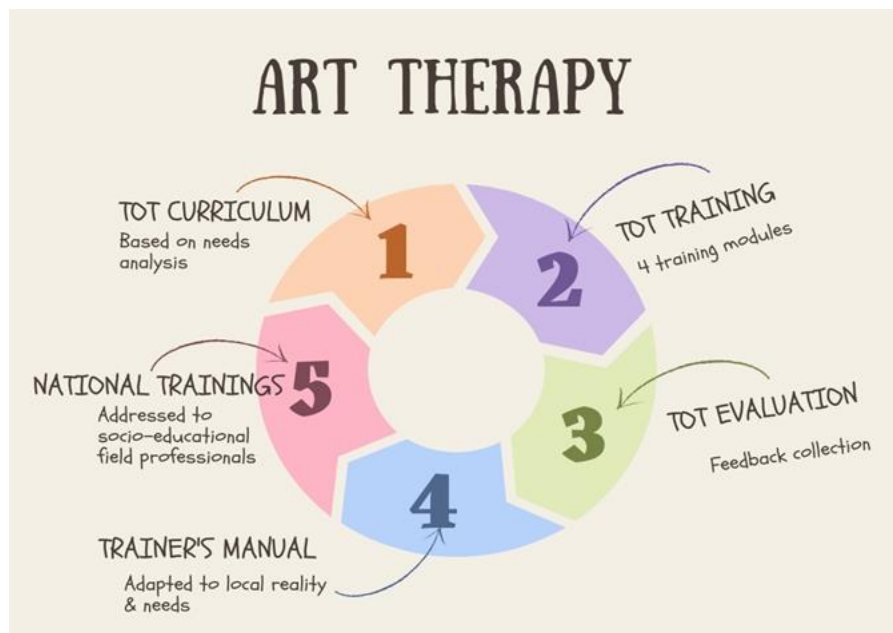 ART THERAPY
TOT CURRICULUM
Based on needs
analysis
1
2
TOT TRAINING
4 training modules
3
TOT EVALUATION
Feedback collection
4
TRAINER'S MANUAL
Adapted to local reality
& needs
5
NATIONAL TRAININGS
Addressed to
socio-educational
field professionals